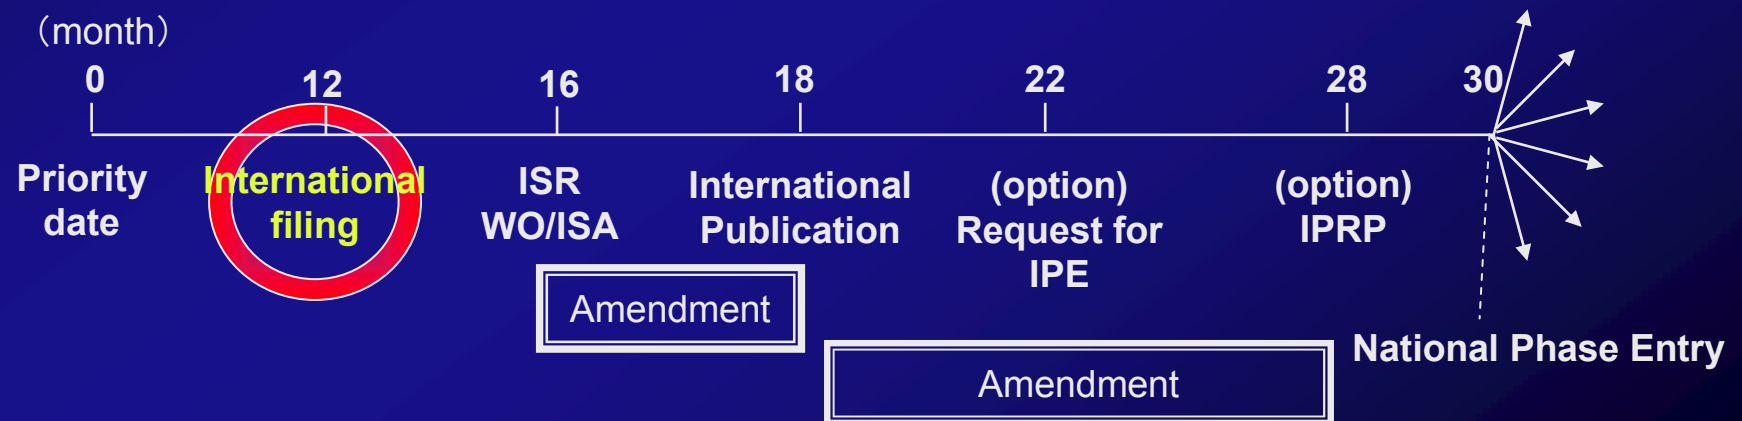 （month）
0 12 16 18 22 28 30
Priority
date
International
filing
ISR
WO/ISA
International
Publication
(option)
Request for
IPE
(option)
IPRP
Amendment
Amendment
National Phase Entry